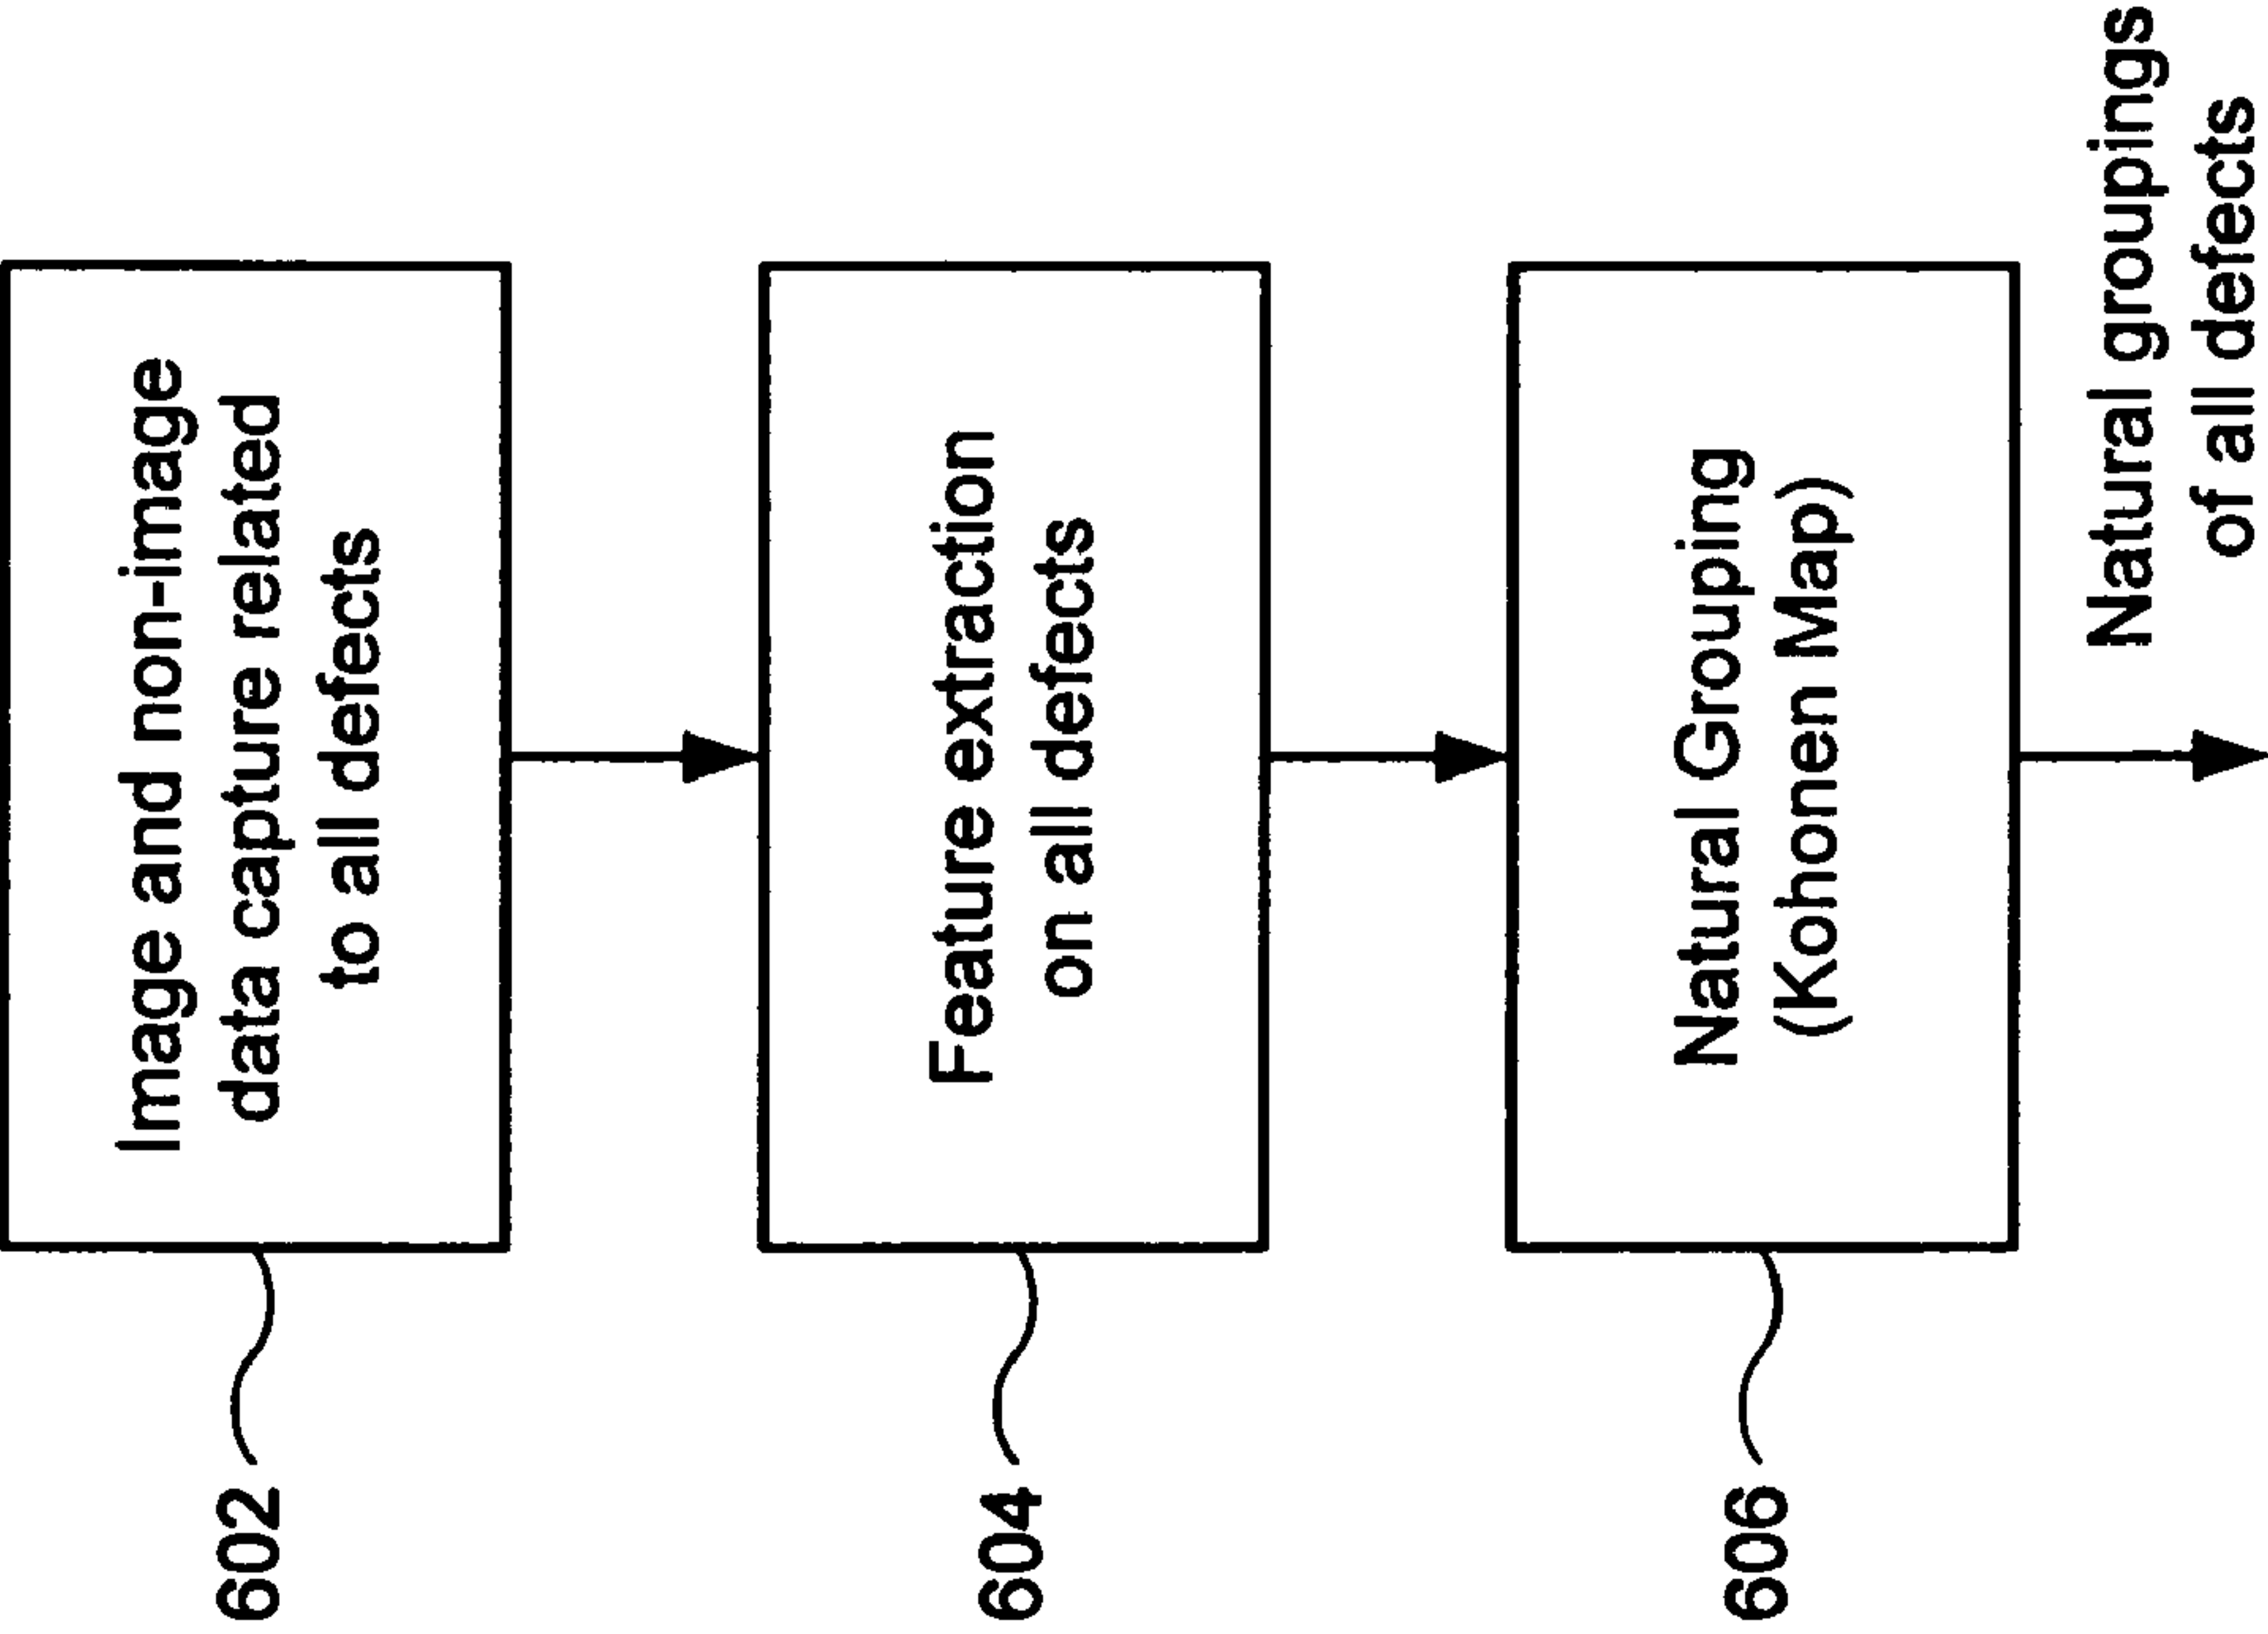 602
Image and non-image
data capture related
to all defects
604
Feature extraction
on all defects
606
Natural Grouping
(Kohonen Map)
Natural groupings
of all defects